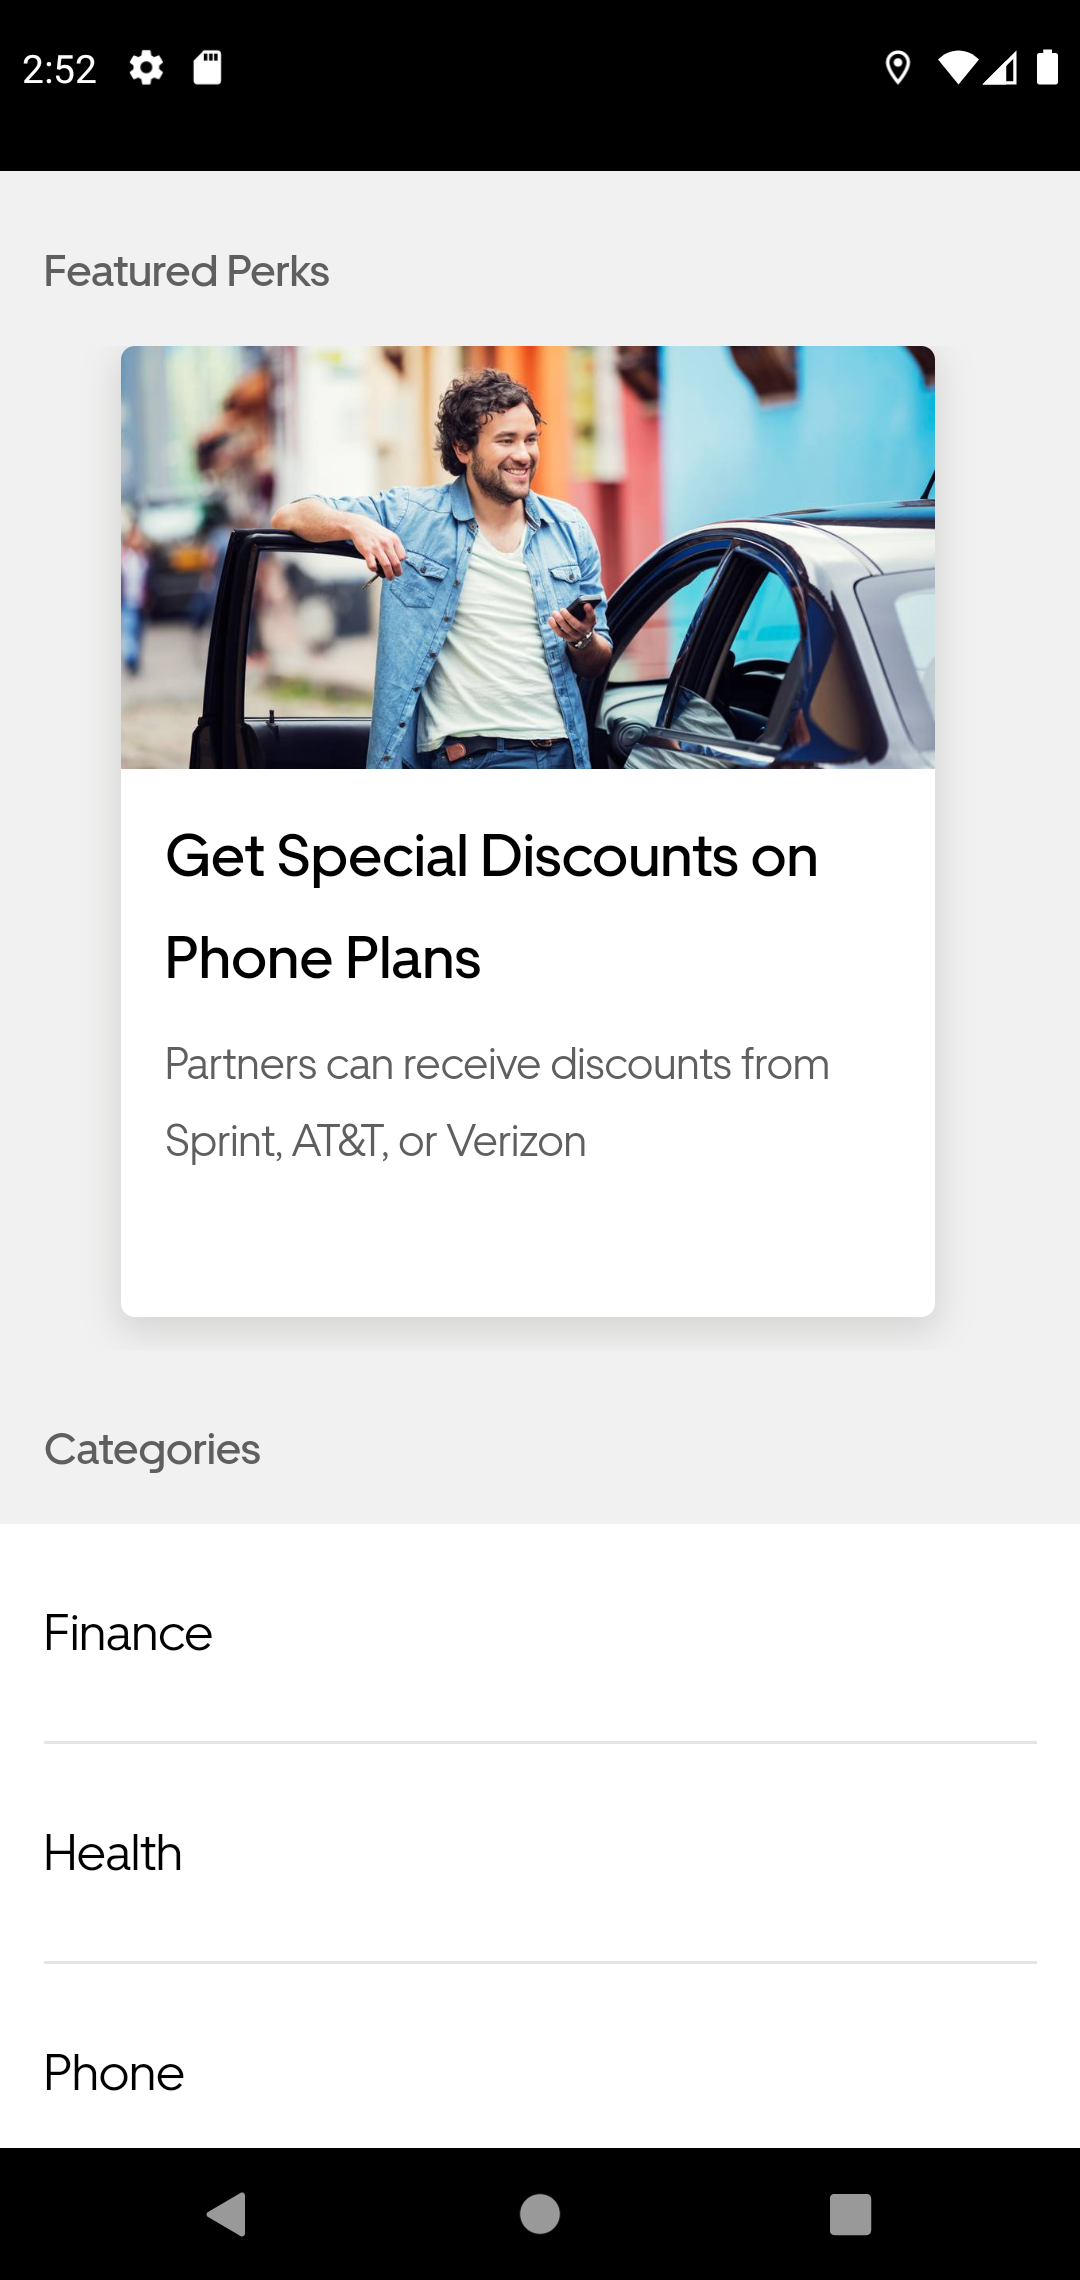 2:52
Featured Perks
Get Special Discounts on
Phone Plans
Partners can receive discounts from
Sprint, AT&T, or Verizon
Categories
Finance
Health
Phone